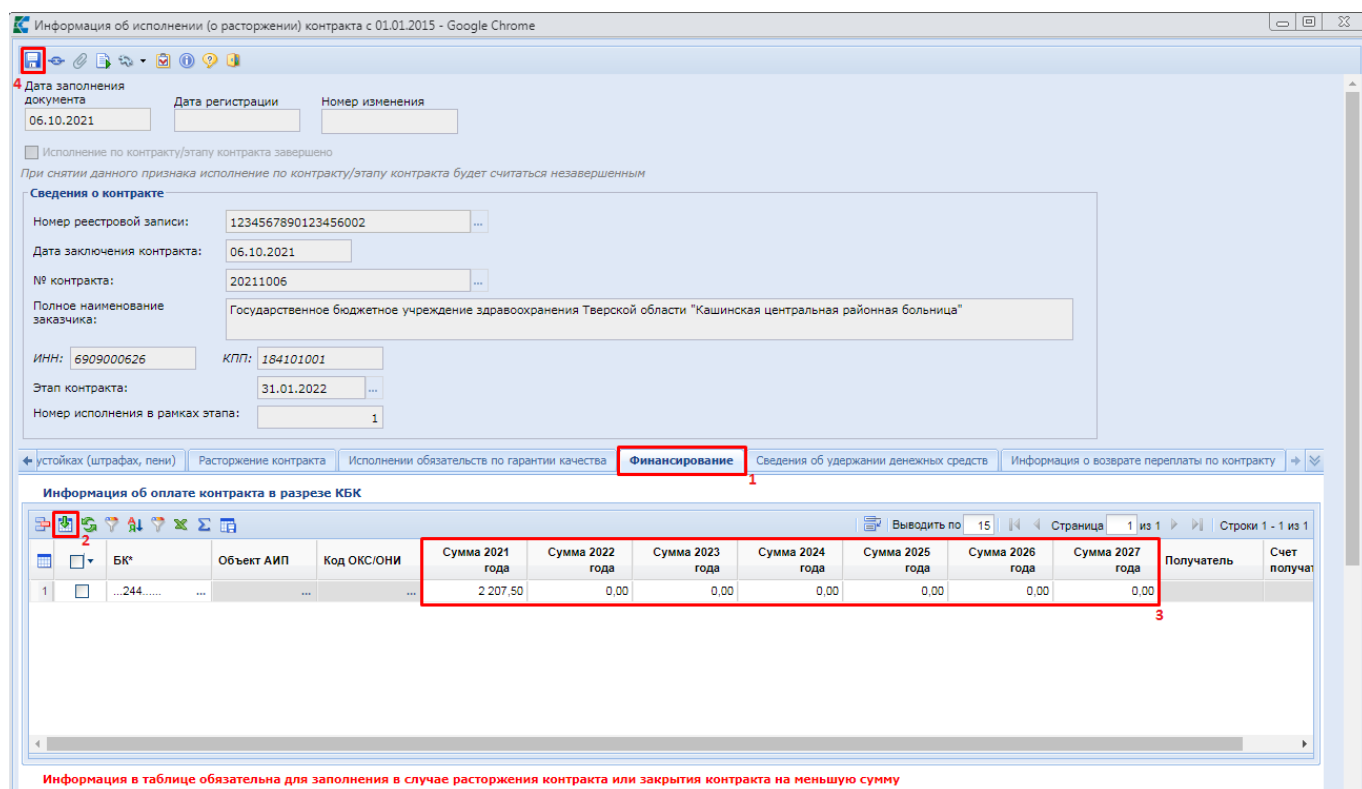 Информация об исполнении (о расторжении) контракта с 01.01.2015 - Google Chrome
4 Дата заполнения документа
Дата регистрации
Номер изменения
06.10.2021
Исполнение по контракту/этапу контракта завершено
При снятии данного признака исполнение по контракту/этапу контракта будет считаться незавершенным
Сведения о контракте
Номер реестровой записи: 1234567890123456002 ...
Дата заключения контракта: 06.10.2021
№ контракта: 20211006 ...
Полное наименование заказчика: Государственное бюджетное учреждение здравоохранения Тверской области "Кашинская центральная районная больница"
ИНН: 6909000626 КПП: 184101001
Этап контракта: 31.01.2022 ...
Номер исполнения в рамках этапа: 1
устойках (штрафах, пени) Расторжение контракта Исполнении обязательств по гарантии качества Финансирование Сведения об удержании денежных средств Информация о возврате переплаты по контракту
1
Информация об оплате контракта в разрезе КБК
Выводить по 15 Страница 1 из 1 Строки 1 - 1 из 1
2
БК* Объект АИП Код ОКС/ОНИ Сумма 2021 года Сумма 2022 года Сумма 2023 года Сумма 2024 года Сумма 2025 года Сумма 2026 года Сумма 2027 года Получатель Счет получат
1 ...244...... ... ... ... 2 207,50 0,00 0,00 0,00 0,00 0,00 0,00
3
Информация в таблице обязательна для заполнения в случае расторжения контракта или закрытия контракта на меньшую сумму